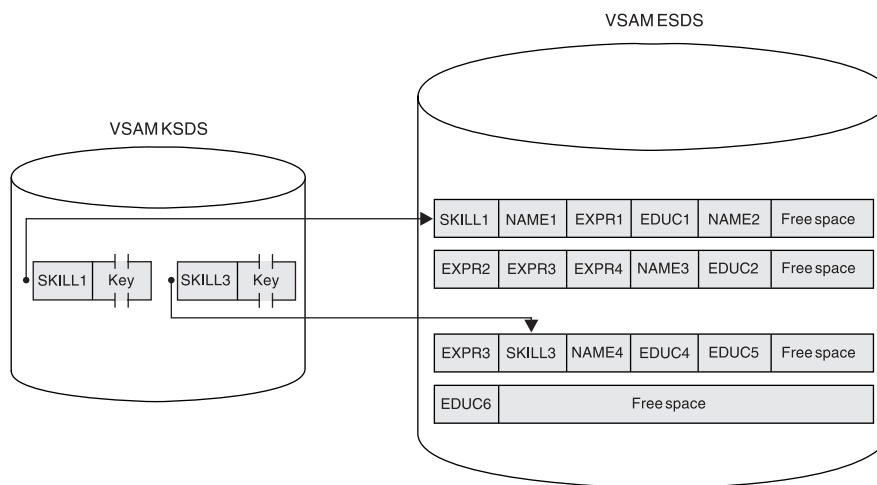 VSAM ESDS
VSAM KSDS
SKILL1 NAME1 EXPR1 EDUC1 NAME2 Free space
SKILL1 Key SKILL3 Key
EXPR2 EXPR3 EXPR4 NAME3 EDUC2 Free space
EXPR3 SKILL3 NAME4 EDUC4 EDUC5 Free space
EDUC6 Free space